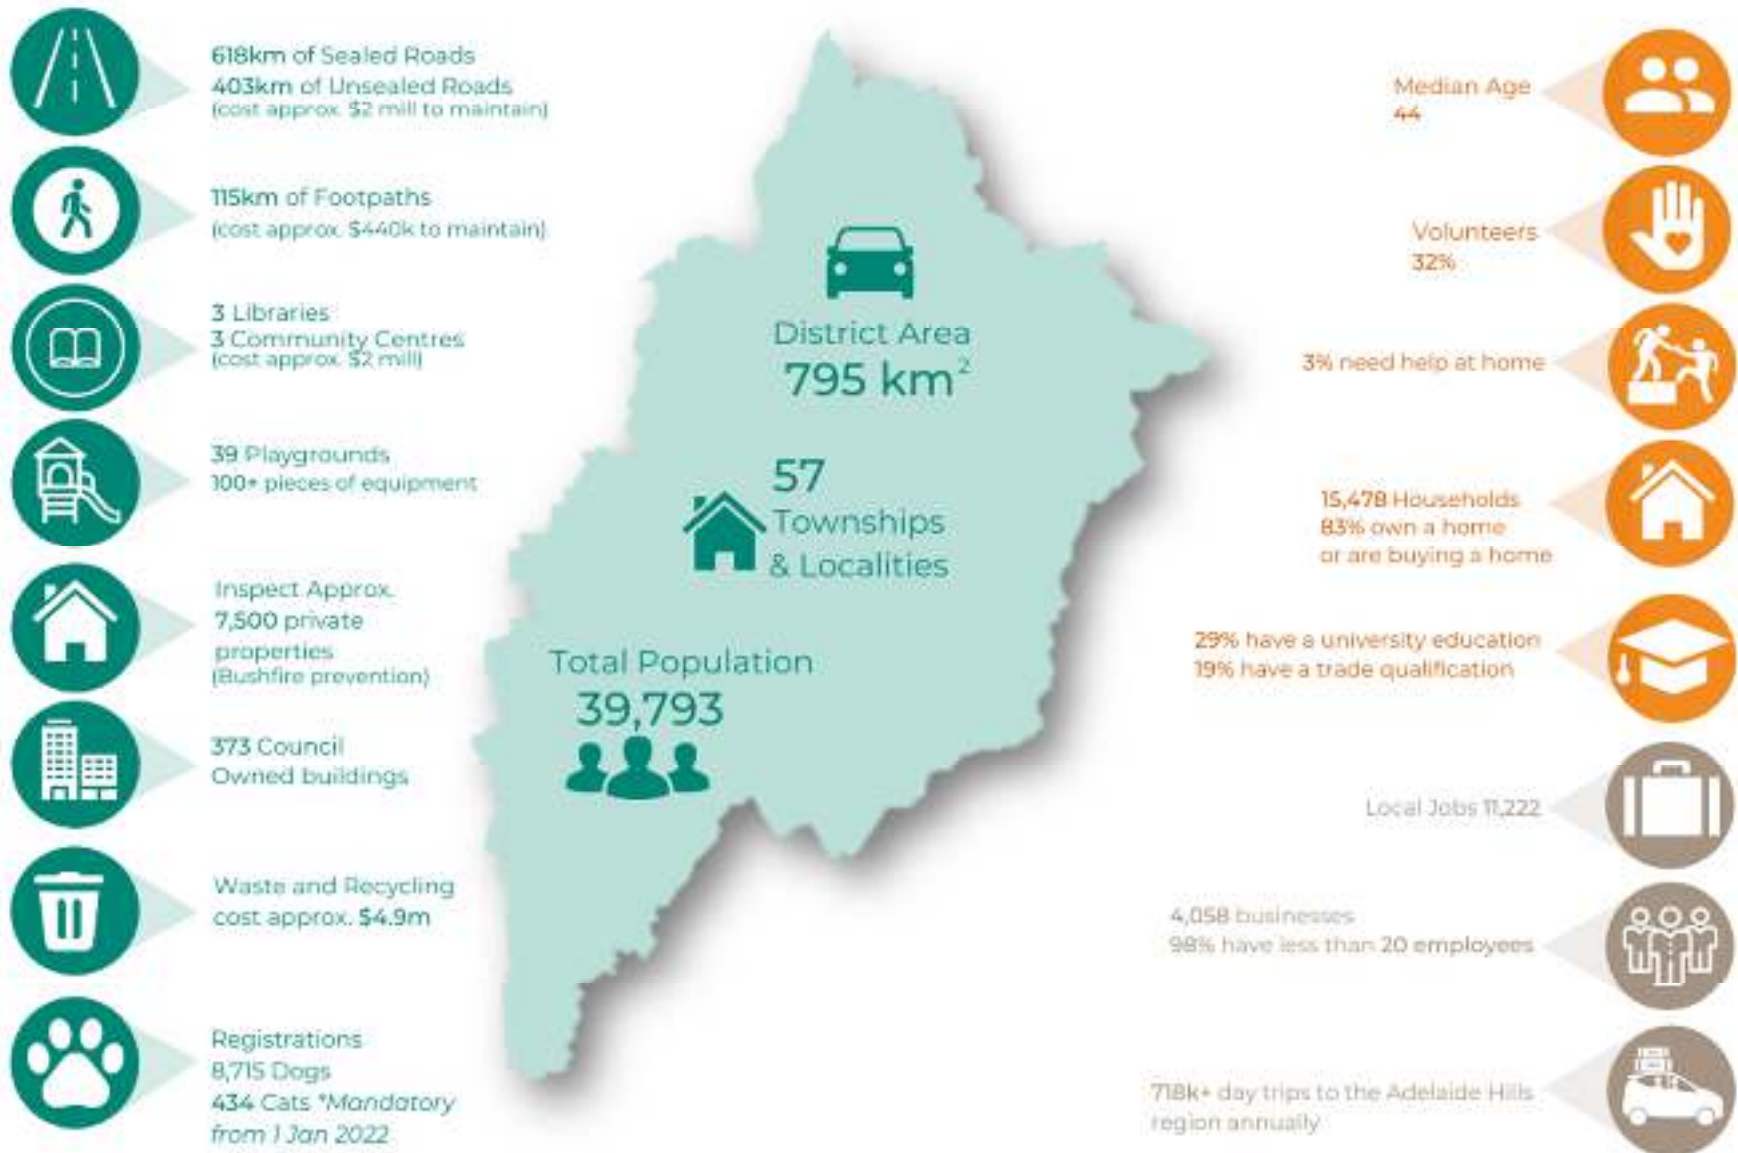 618km of Sealed Roads
403km of Unsealed Roads
(cost approx. $2 mill to maintain)
115km of Footpaths
(cost approx. $440k to maintain)
3 Libraries
3 Community Centres
(cost approx. $2 mill)
39 Playgrounds
100+ pieces of equipment
Inspect Approx.
7,500 private
properties
(Bushfire prevention)
373 Council
Owned buildings
Waste and Recycling
cost approx. $4.9m
Registrations
8,715 Dogs
434 Cats *Mandatory
from 1 Jan 2022
District Area
795 km²
57
Townships
& Localities
Total Population
39,793
Median Age
44
Volunteers
32%
3% need help at home
15,478 Households
83% own a home
or are buying a home
29% have a university education
19% have a trade qualification
Local Jobs 11,222
4,058 businesses
98% have less than 20 employees
718k+ day trips to the Adelaide Hills
region annually